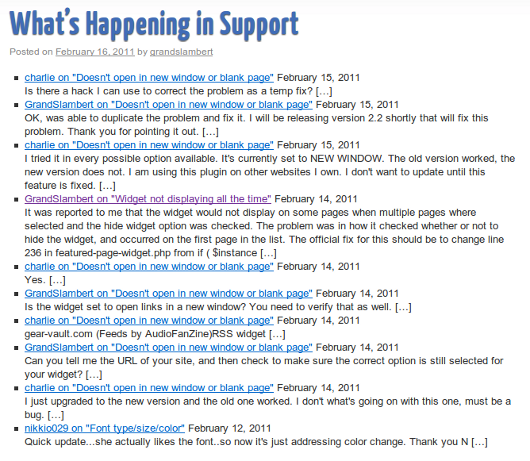 What's Happening in Support
Posted on February 16, 2011 by grandslambert
charlie on "Doesn't open in new window or blank page" February 15, 2011
Is there a hack I can use to correct the problem as a temp fix? […]
GrandSlambert on "Doesn't open in new window or blank page" February 15, 2011
OK, was able to duplicate the problem and fix it. I will be releasing version 2.2 shortly that will fix this
problem. Thank you for pointing it out. […]
charlie on "Doesn't open in new window or blank page" February 15, 2011
I tried it in every possible option available. It's currently set to NEW WINDOW. The old version worked, the
new version does not. I am using this plugin on other websites I own. I don't want to update until this
feature is fixed. […]
GrandSlambert on "Widget not displaying all the time" February 14, 2011
It was reported to me that the widget would not display on some pages when multiple pages where
selected and the hide widget option was checked. The problem was in how it checked whether or not to
hide the widget, and occurred on the first page in the list. The official fix for this should be to change line
236 in featured-page-widget.php from if ( $instance […]
charlie on "Doesn't open in new window or blank page" February 14, 2011
Yes. […]
GrandSlambert on "Doesn't open in new window or blank page" February 14, 2011
Is the widget set to open links in a new window? You need to verify that as well. […]
charlie on "Doesn't open in new window or blank page" February 14, 2011
gear-vault.com (Feeds by AudioFanZine)RSS widget […]
GrandSlambert on "Doesn't open in new window or blank page" February 14, 2011
Can you tell me the URL of your site, and then check to make sure the correct option is still selected for
your widget? […]
charlie on "Doesn't open in new window or blank page" February 14, 2011
I just upgraded to the new version and the old one worked. I don't what's going on with this one, must be a
bug. […]
nikkio029 on "Font type/size/color" February 12, 2011
Quick update...she actually likes the font..so now it's just addressing color change. Thank you N […]